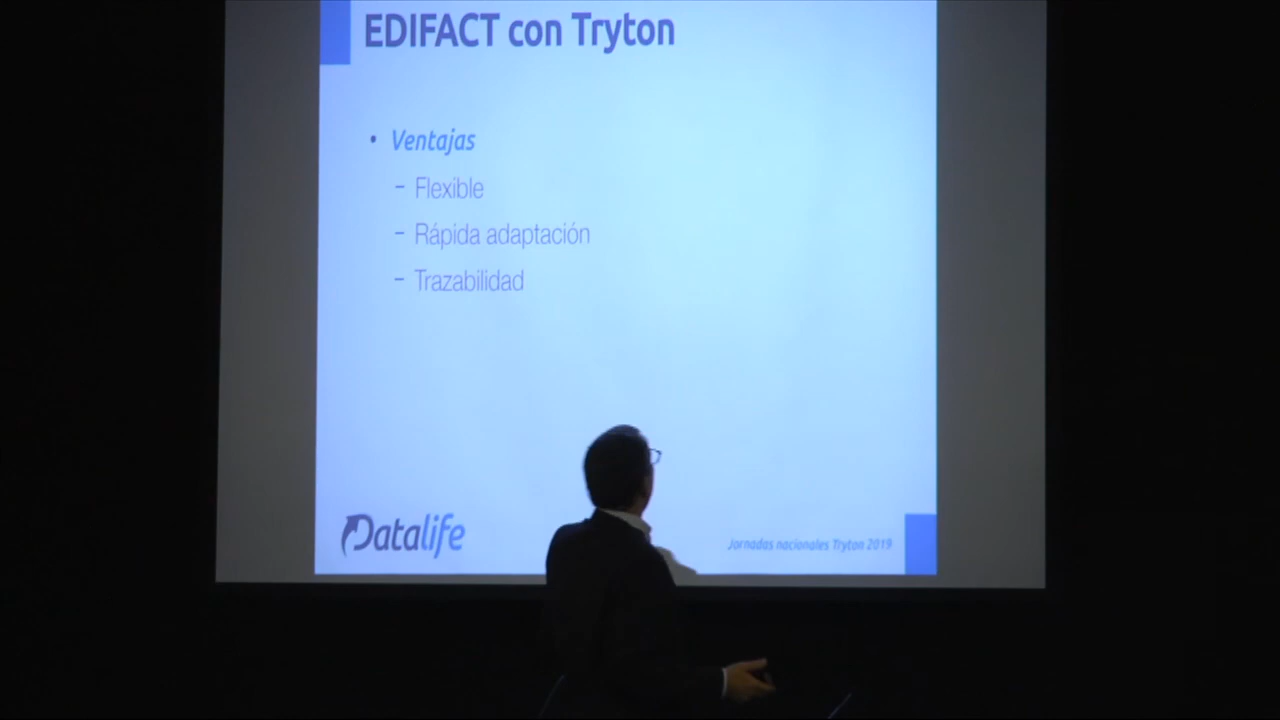 EDIFACT con Tryton
• Ventajas
– Flexible
– Rápida adaptación
– Trazabilidad
Datalife
Jornadas nacionales Tryton 2019